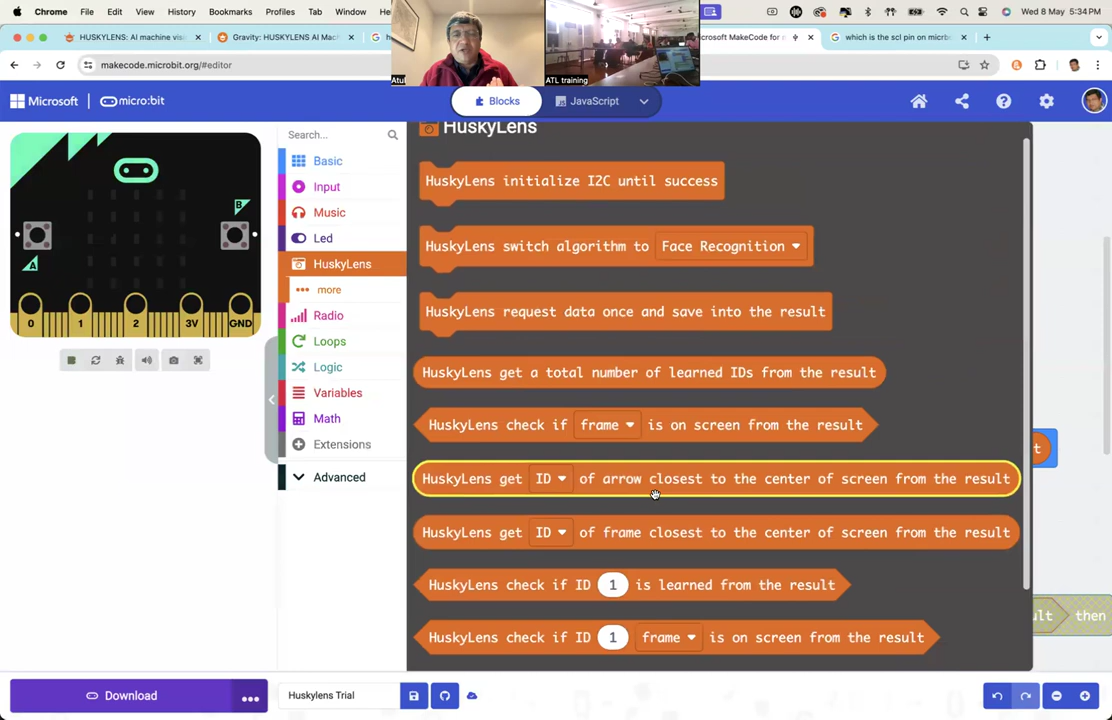 Chrome File Edit View History Bookmarks Profiles Tab Window Wed 8 May 5:34 PM
HUSKYLENS: AI machine vis Gravity: HUSKYLENS AI Mac icrosoft MakeCode for which is the scl pin on microb
makecode.microbit.org/#editor
Atul ATL training
Microsoft micro:bit Blocks JavaScript
Search...
Basic
Input
Music
Led
HuskyLens
more
Radio
Loops
Logic
Variables
Math
Extensions
Advanced
B
A
0 1 2 3V GND
HuskyLens
HuskyLens initialize I2C until success
HuskyLens switch algorithm to Face Recognition
HuskyLens request data once and save into the result
HuskyLens get a total number of learned IDs from the result
HuskyLens check if frame is on screen from the result
HuskyLens get ID of arrow closest to the center of screen from the result
HuskyLens get ID of frame closest to the center of screen from the result
HuskyLens check if ID 1 is learned from the result
HuskyLens check if ID 1 frame is on screen from the result
t
ult then
Download Huskylens Trial